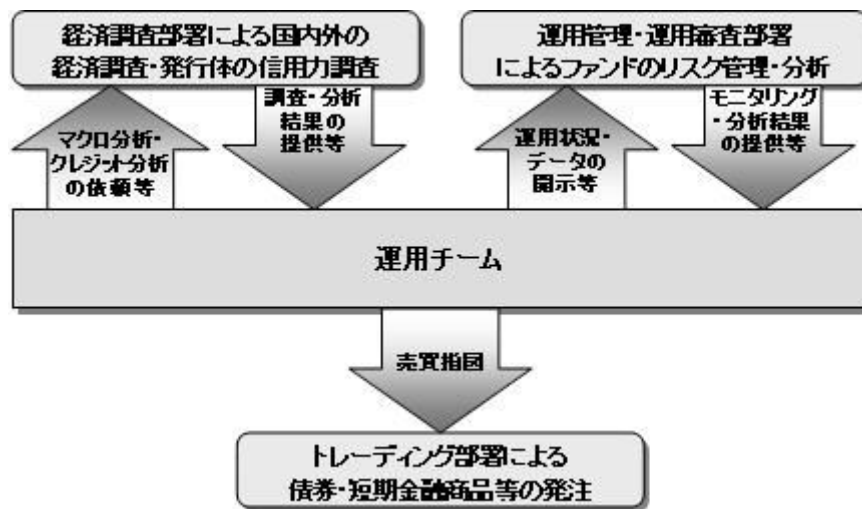 経済調査部署による国内外の
経済調査・発行体の信用力調査
運用管理・運用審査部署
によるファンドのリスク管理・分析
マクロ分析・
クレジット分析
の依頼等
調査・分析
結果の
提供等
運用状況・
データの
開示等
モニタリング
・分析結果
の提供等
運用チーム
売買指図
トレーディング部署による
債券・短期金融商品等の発注